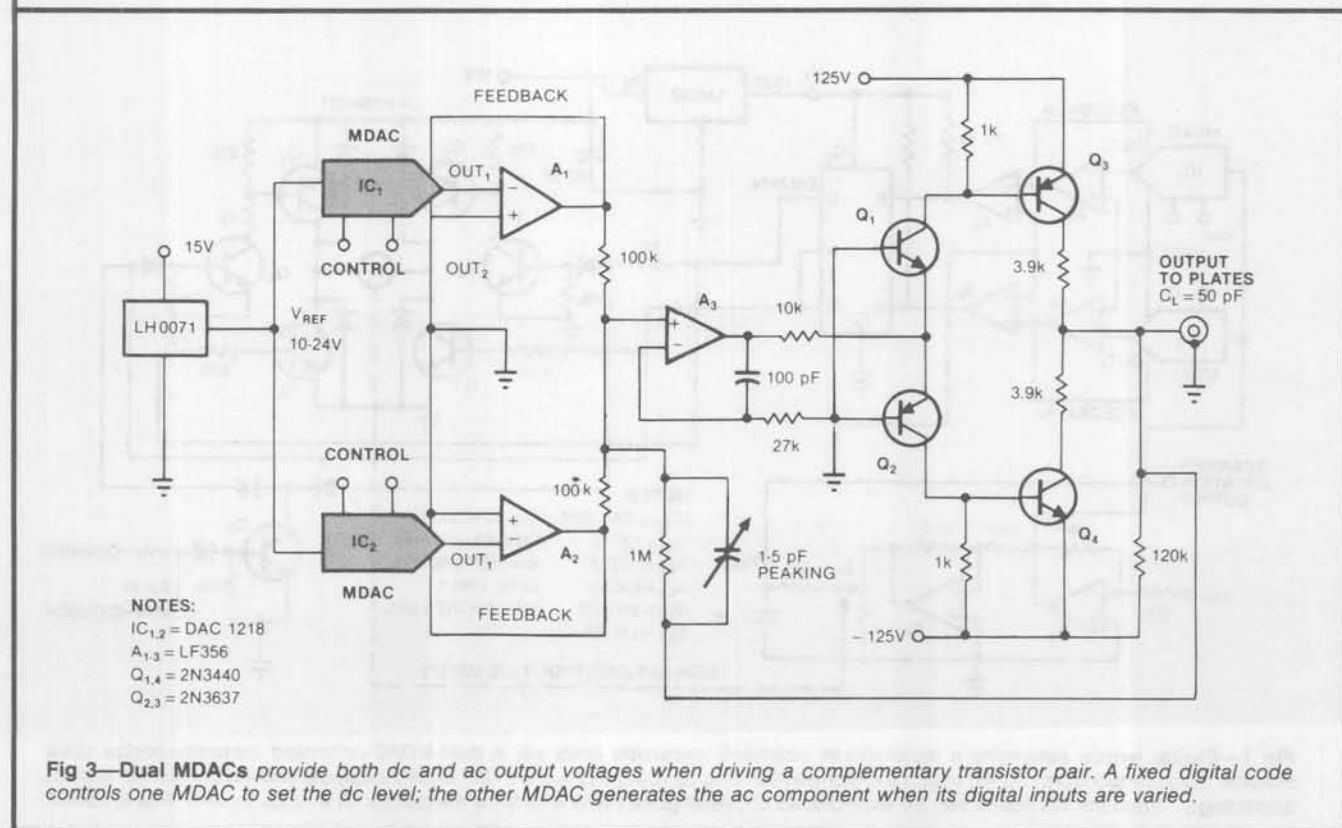 FEEDBACK
MDAC
IC1
OUT1
A1
−
+
CONTROL
OUT2
15V
LH0071
VREF
10-24V
100k
A3
+
−
10k
100 pF
27k
125V
1k
Q1
Q3
3.9k
OUTPUT
TO PLATES
CL = 50 pF
Q2
3.9k
Q4
1k
120k
− 125V
CONTROL
IC2
MDAC
OUT1
+
−
A2
100k
FEEDBACK
1M
1-5 pF
PEAKING
NOTES:
IC1,2 = DAC 1218
A1-3 = LF356
Q1,4 = 2N3440
Q2,3 = 2N3637
Fig 3—Dual MDACs provide both dc and ac output voltages when driving a complementary transistor pair. A fixed digital code
controls one MDAC to set the dc level; the other MDAC generates the ac component when its digital inputs are varied.